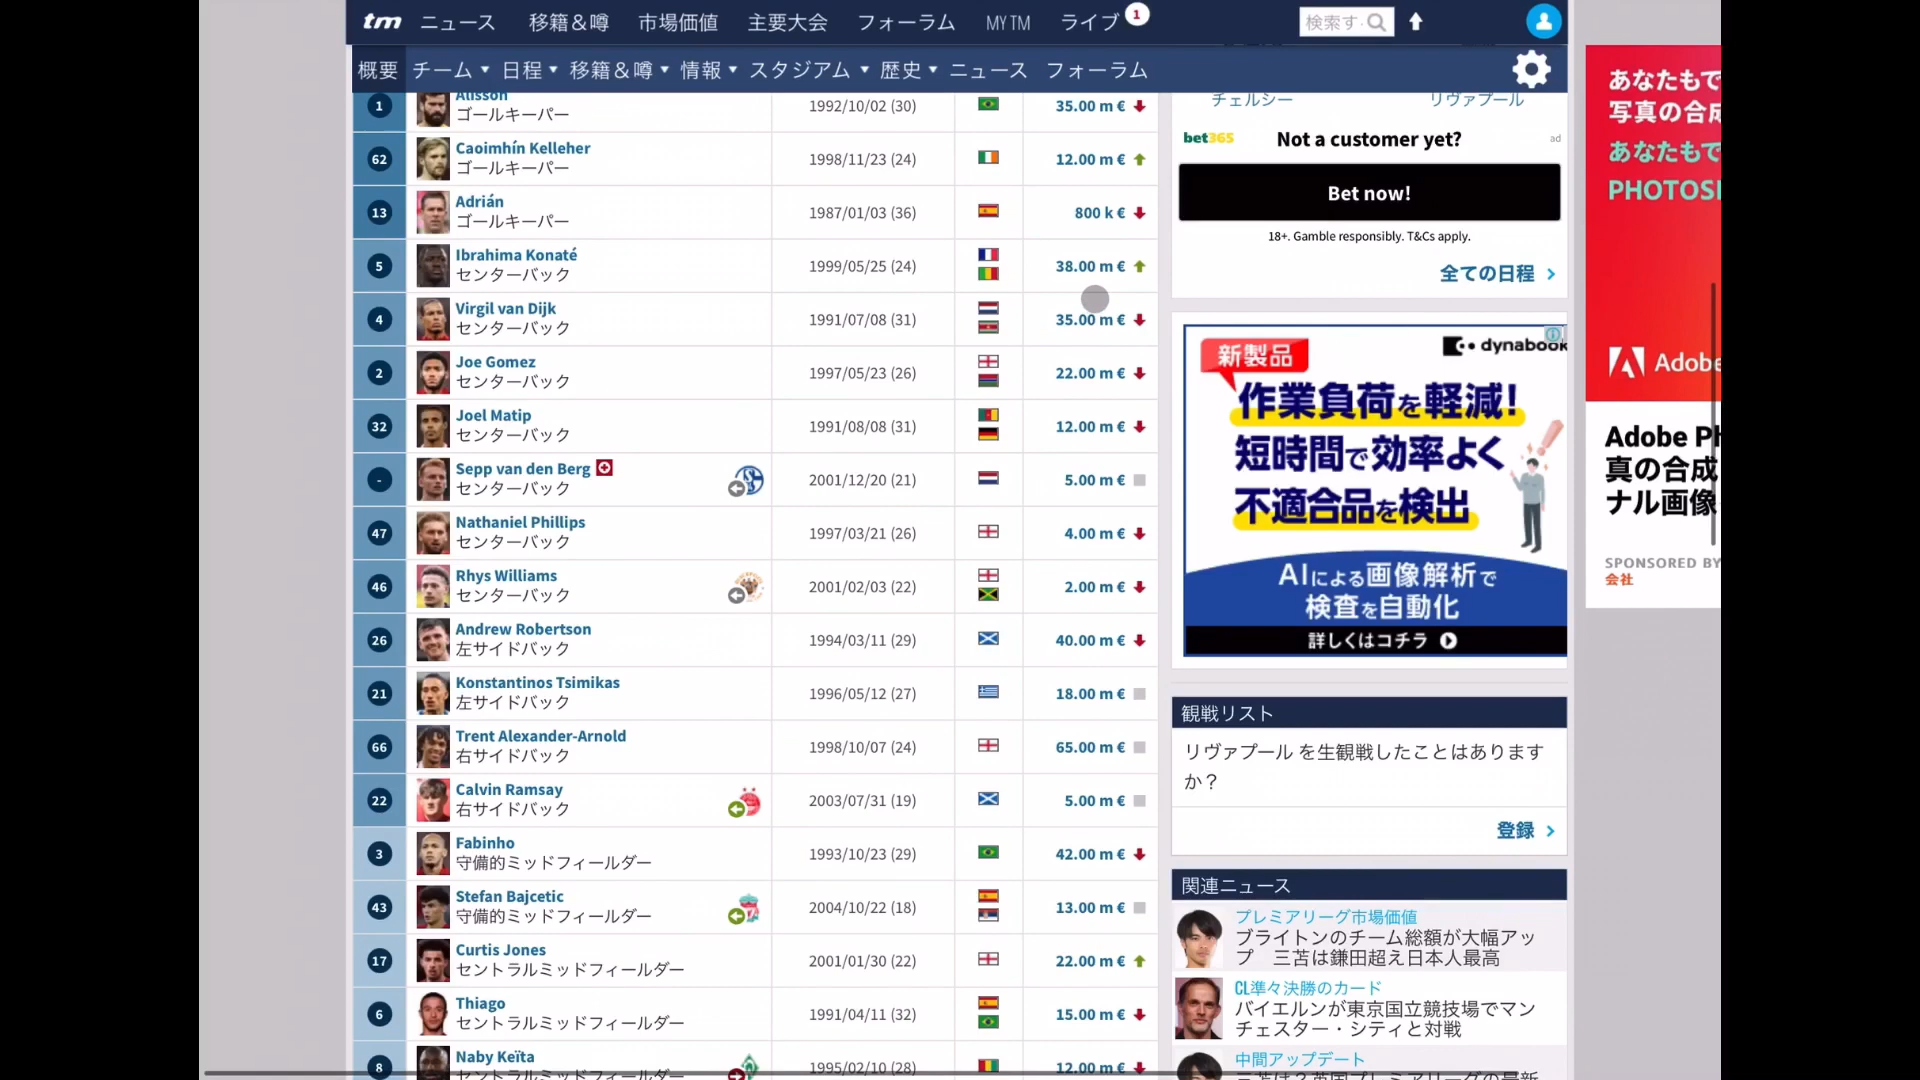 tm ニュース 移籍&噂 市場価値 主要大会 フォーラム MY TM ライブ 1 検索す
概要 チーム 日程 移籍&噂 情報 スタジアム 歴史 ニュース フォーラム
1 Alisson 1992/10/02 (30) 35.00 m €
ゴールキーパー
62 Caoimhín Kelleher 1998/11/23 (24) 12.00 m €
ゴールキーパー
13 Adrián 1987/01/03 (36) 800 k €
ゴールキーパー
5 Ibrahima Konaté 1999/05/25 (24) 38.00 m €
センターバック
4 Virgil van Dijk 1991/07/08 (31) 35.00 m €
センターバック
2 Joe Gomez 1997/05/23 (26) 22.00 m €
センターバック
32 Joel Matip 1991/08/08 (31) 12.00 m €
センターバック
- Sepp van den Berg 2001/12/20 (21) 5.00 m €
センターバック
47 Nathaniel Phillips 1997/03/21 (26) 4.00 m €
センターバック
46 Rhys Williams 2001/02/03 (22) 2.00 m €
センターバック
26 Andrew Robertson 1994/03/11 (29) 40.00 m €
左サイドバック
21 Konstantinos Tsimikas 1996/05/12 (27) 18.00 m €
左サイドバック
66 Trent Alexander-Arnold 1998/10/07 (24) 65.00 m €
右サイドバック
22 Calvin Ramsay 2003/07/31 (19) 5.00 m €
右サイドバック
3 Fabinho 1993/10/23 (29) 42.00 m €
守備的ミッドフィールダー
43 Stefan Bajcetic 2004/10/22 (18) 13.00 m €
守備的ミッドフィールダー
17 Curtis Jones 2001/01/30 (22) 22.00 m €
セントラルミッドフィールダー
6 Thiago 1991/04/11 (32) 15.00 m €
セントラルミッドフィールダー
8 Naby Keïta 1995/02/10 (28) 12.00 m €
セントラルミッドフィールダー
チェルシー リヴァプール
bet365 Not a customer yet? ad
Bet now!
18+. Gamble responsibly. T&Cs apply.
全ての日程
新製品 dynabook
作業負荷を軽減!
短時間で効率よく
不適合品を検出
AIによる画像解析で
検査を自動化
詳しくはコチラ
観戦リスト
リヴァプール を生観戦したことはあります
か?
登録
関連ニュース
プレミアリーグ市場価値
ブライトンのチーム総額が大幅アッ
プ 三苫は鎌田超え日本人最高
CL準々決勝のカード
バイエルンが東京国立競技場でマン
チェスター・シティと対戦
中間アップデート
あなたもで
写真の合成
あなたもで
PHOTOS
Adobe
Adobe Ph
真の合成
ナル画像
SPONSORED BY
会社